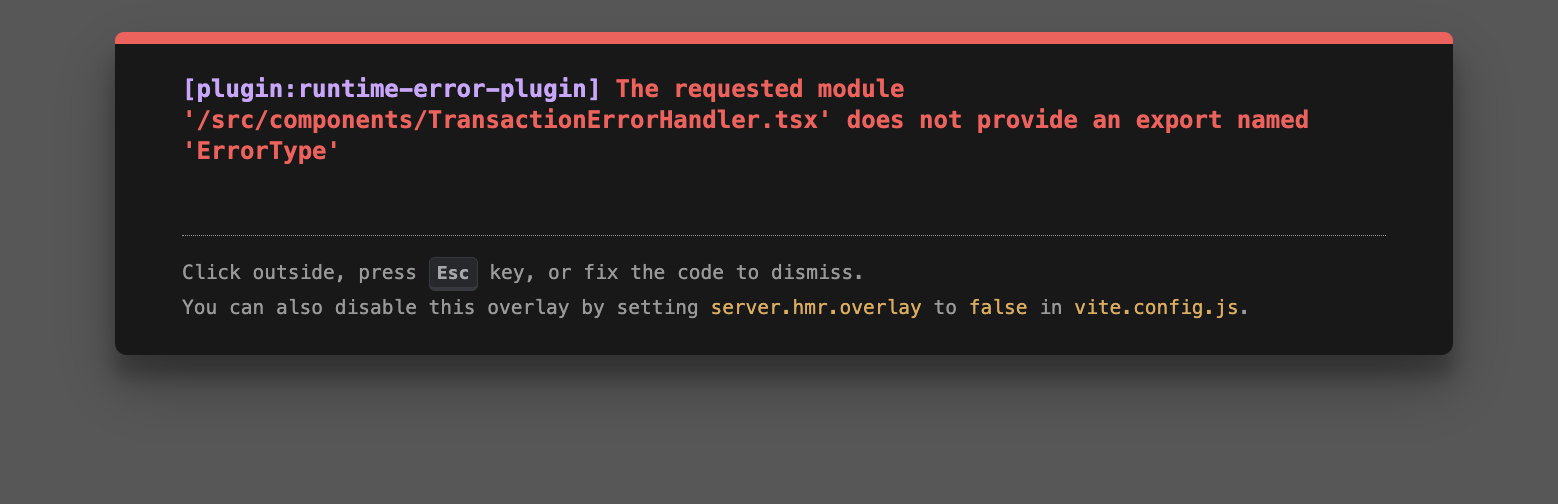 [plugin:runtime-error-plugin] The requested module
'/src/components/TransactionErrorHandler.tsx' does not provide an export named
'ErrorType'
Click outside, press Esc key, or fix the code to dismiss.
You can also disable this overlay by setting server.hmr.overlay to false in vite.config.js.